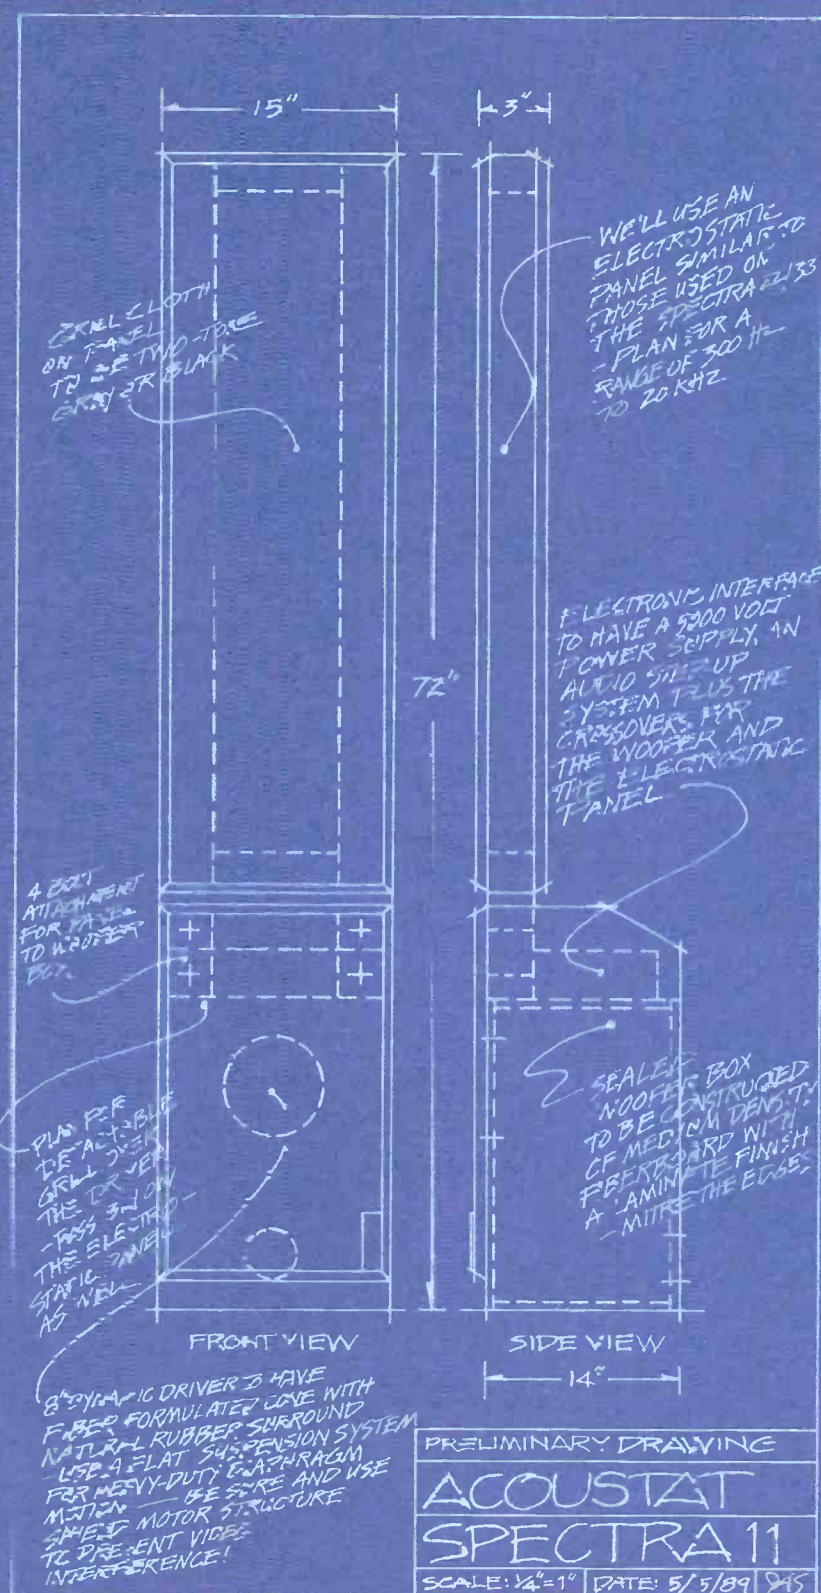 15"
3"
WE'LL USE AN
ELECTROSTATIC
PANEL SIMILAR TO
THOSE USED ON
THE SPECTRA 33
- PLAN FOR A
RANGE OF 300 Hz
TO 20 KHZ
GRILL CLOTH
ON PANEL
TO BE TWO-TONE
GRAY OR BLACK
72"
ELECTRONIC INTERFACE
TO HAVE A 5200 VOLT
POWER SUPPLY, AN
AUDIO STEP UP
SYSTEM PLUS THE
CROSSOVERS FOR
THE WOOFER AND
THE ELECTROSTATIC
PANEL
4 BOLT
ATTACHMENT
FOR PANEL
TO WOOFER
BOX
SEALED
WOOFER BOX
TO BE CONSTRUCTED
OF MEDIUM DENSITY
FIBERBOARD WITH
A LAMINATE FINISH
- MITRE THE EDGES
PLAN FOR
DETACHABLE
GRILL OVER
THE DRIVER
THE ELECTRO-
STATIC PANEL
AS WELL
FRONT VIEW
SIDE VIEW
14"
8" DYNAMIC DRIVER TO HAVE
FIBER FORMULATED CONE WITH
NATURAL RUBBER SURROUND
- USE A FLAT SUSPENSION SYSTEM
FOR HEAVY-DUTY DIAPHRAGM
MOTION — BE SURE AND USE
SHIELD MOTOR STRUCTURE
TO PREVENT VIDEO
INTERFERENCE!
PRELIMINARY DRAWING
ACOUSTAT
SPECTRA 11
SCALE: 1/4"=1" DATE: 5/5/89